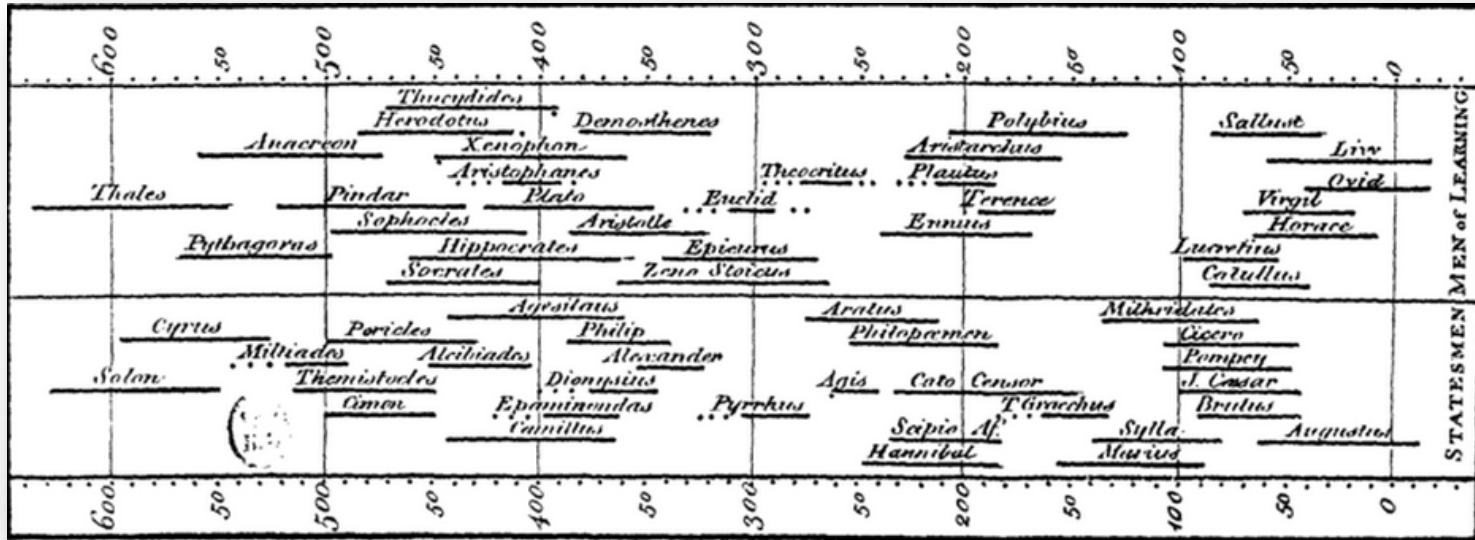 600 50 500 50 400 50 300 50 200 50 100 50 0
Thucydides
Herodotus Demosthenes Polybius Sallust
Anacreon Xenophon Aristarchus Livy
Aristophanes Theocritus Plautus Ovid
Thales Pindar Plato Euclid Terence Virgil
Sophocles Aristotle Ennius Horace
Pythagoras Hippocrates Epicurus Lucretius
Socrates Zeno Stoicus Catullus
Agesilaus Aratus Mithridates
Cyrus Pericles Philip Philopœmen Cicero
Miltiades Alcibiades Alexander Pompey
Solon Themistocles Dionysius Agis Cato Censor J. Cæsar
Cimon Epaminondas Pyrrhus T. Gracchus Brutus
Camillus Scipio Af. Sylla Augustus
Hannibal Marius
600 50 500 50 400 50 300 50 200 50 100 50 0
STATESMEN
MEN of LEARNING